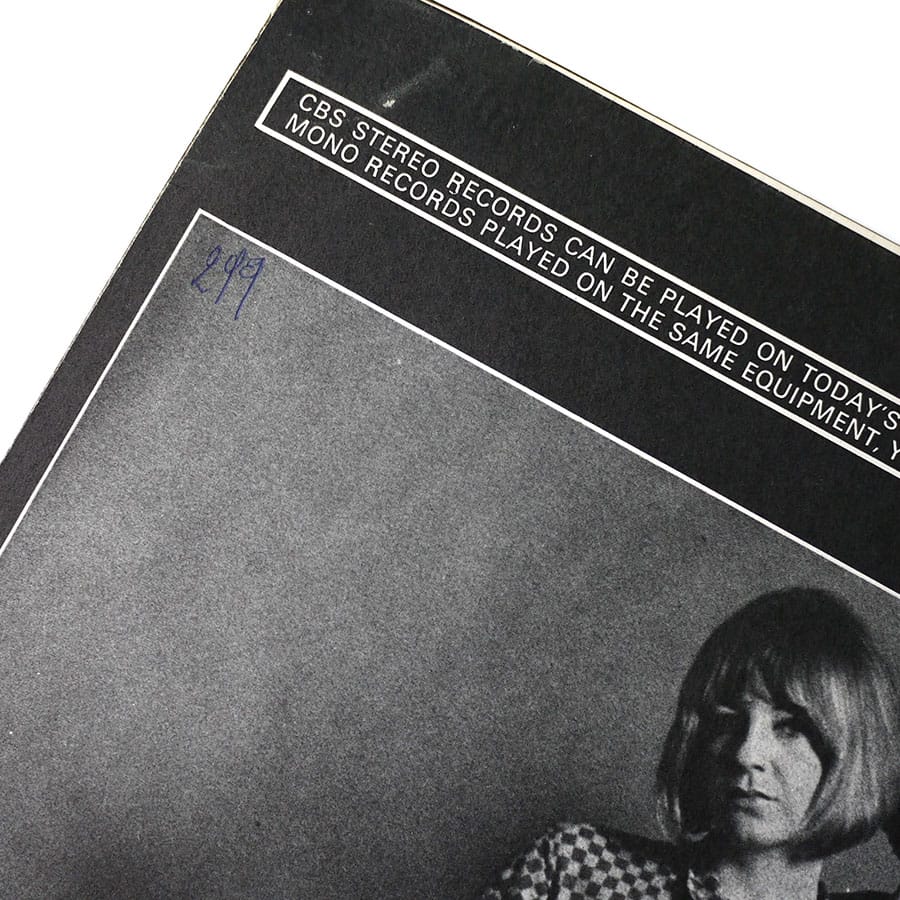 CBS STEREO RECORDS CAN BE PLAYED ON TODAY'S
MONO RECORDS PLAYED ON THE SAME EQUIPMENT, Y
299